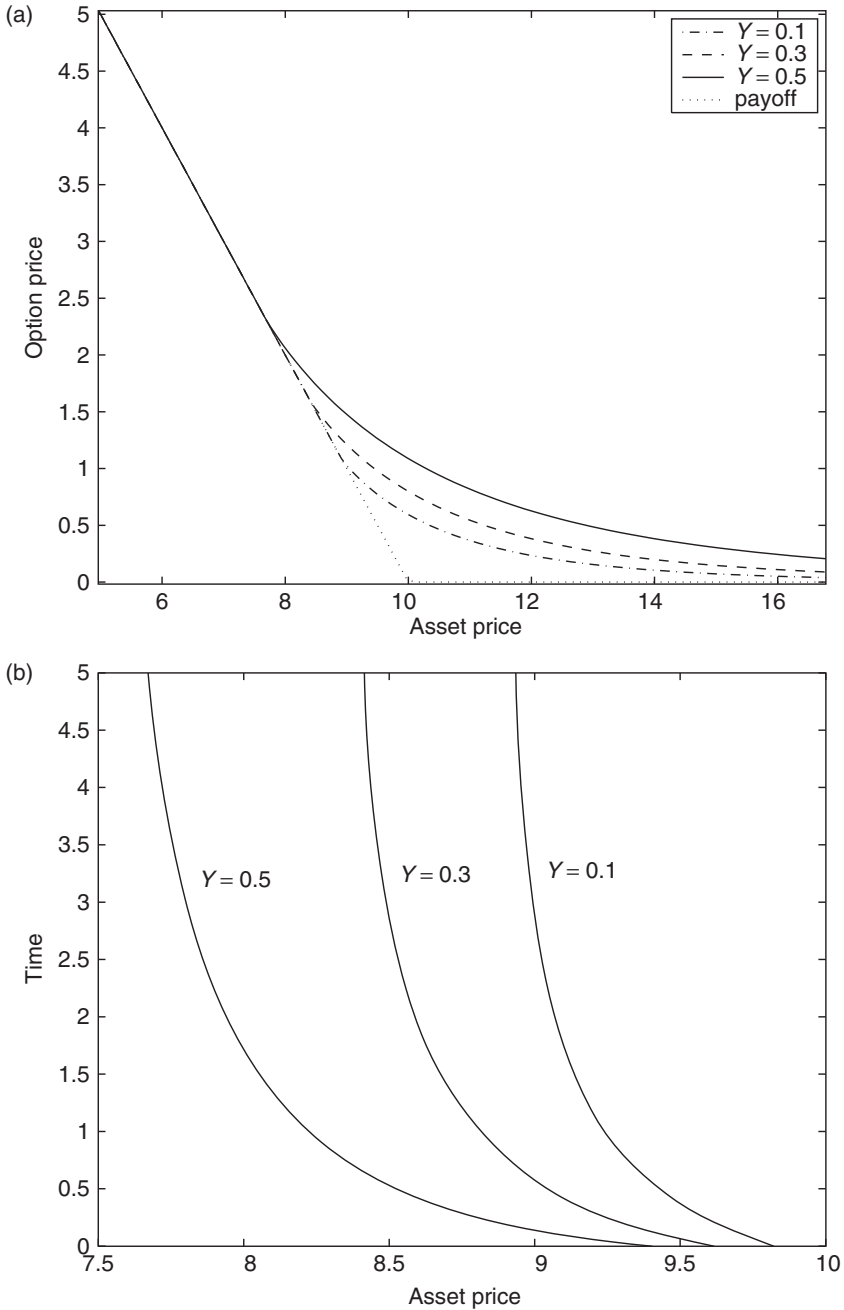 (a)
5
4.5
4
3.5
3
2.5
2
1.5
1
0.5
0
Option price
Y = 0.1
Y = 0.3
Y = 0.5
payoff
6 8 10 12 14 16
Asset price
(b)
5
4.5
4
3.5
3
2.5
2
1.5
1
0.5
0
Time
Y = 0.5
Y = 0.3
Y = 0.1
7.5 8 8.5 9 9.5 10
Asset price